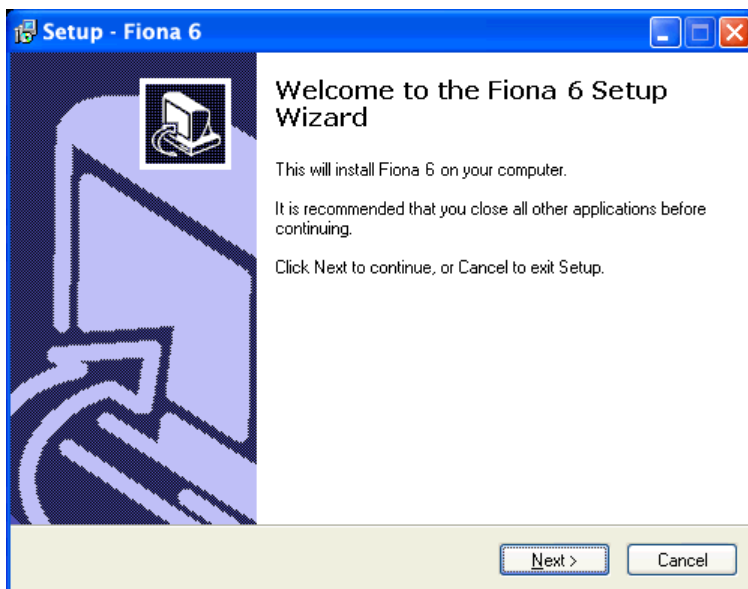 Setup - Fiona 6
Welcome to the Fiona 6 Setup
Wizard
This will install Fiona 6 on your computer.
It is recommended that you close all other applications before
continuing.
Click Next to continue, or Cancel to exit Setup.
Next >
Cancel